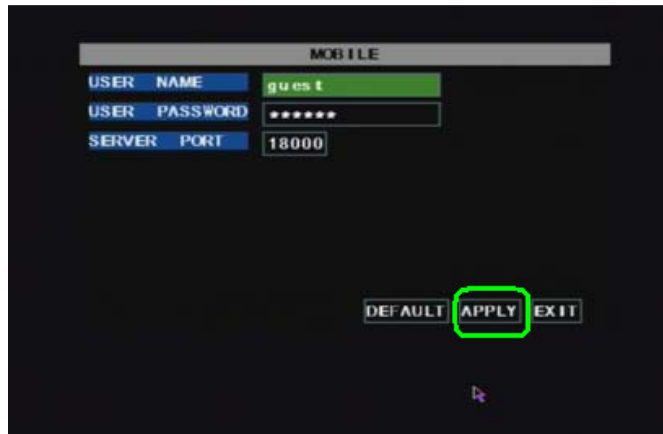 MOBILE
USER NAME guest
USER PASSWORD ******
SERVER PORT 18000
DEFAULT APPLY EXIT